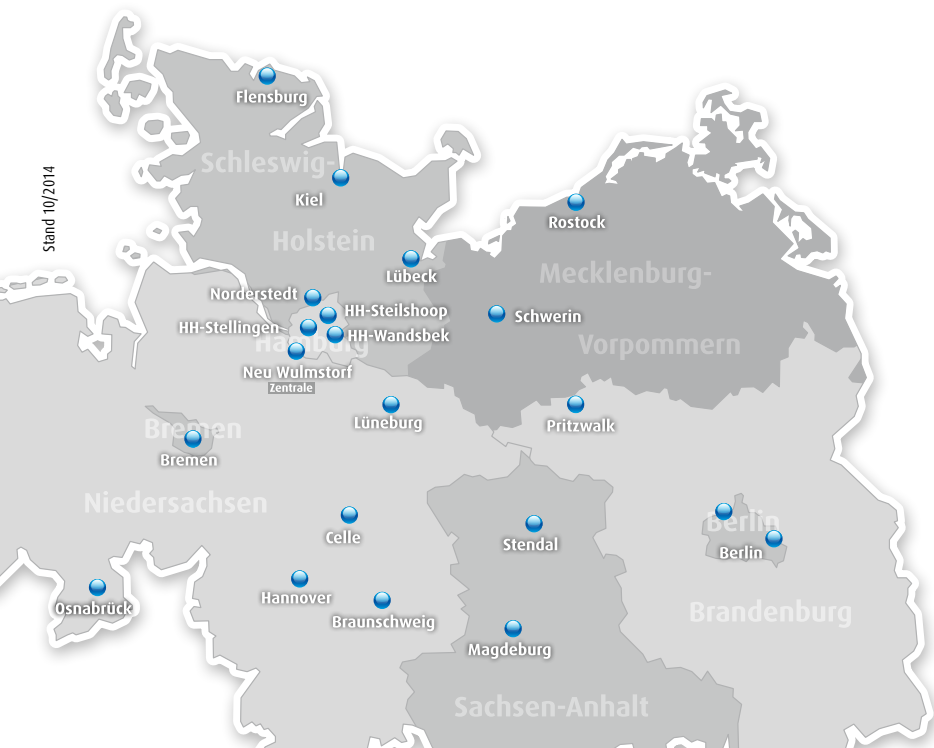 Flensburg
Schleswig-
Kiel
Holstein
Stand 10/2014
Rostock
Lübeck
Mecklenburg-
Norderstedt
HH-Steilshoop
Schwerin
HH-Stellingen
HH-Wandsbek
Hamburg
Vorpommern
Neu Wulmstorf
Zentrale
Lüneburg
Pritzwalk
Bremen
Bremen
Niedersachsen
Berlin
Celle
Stendal
Berlin
Hannover
Osnabrück
Braunschweig
Brandenburg
Magdeburg
Sachsen-Anhalt